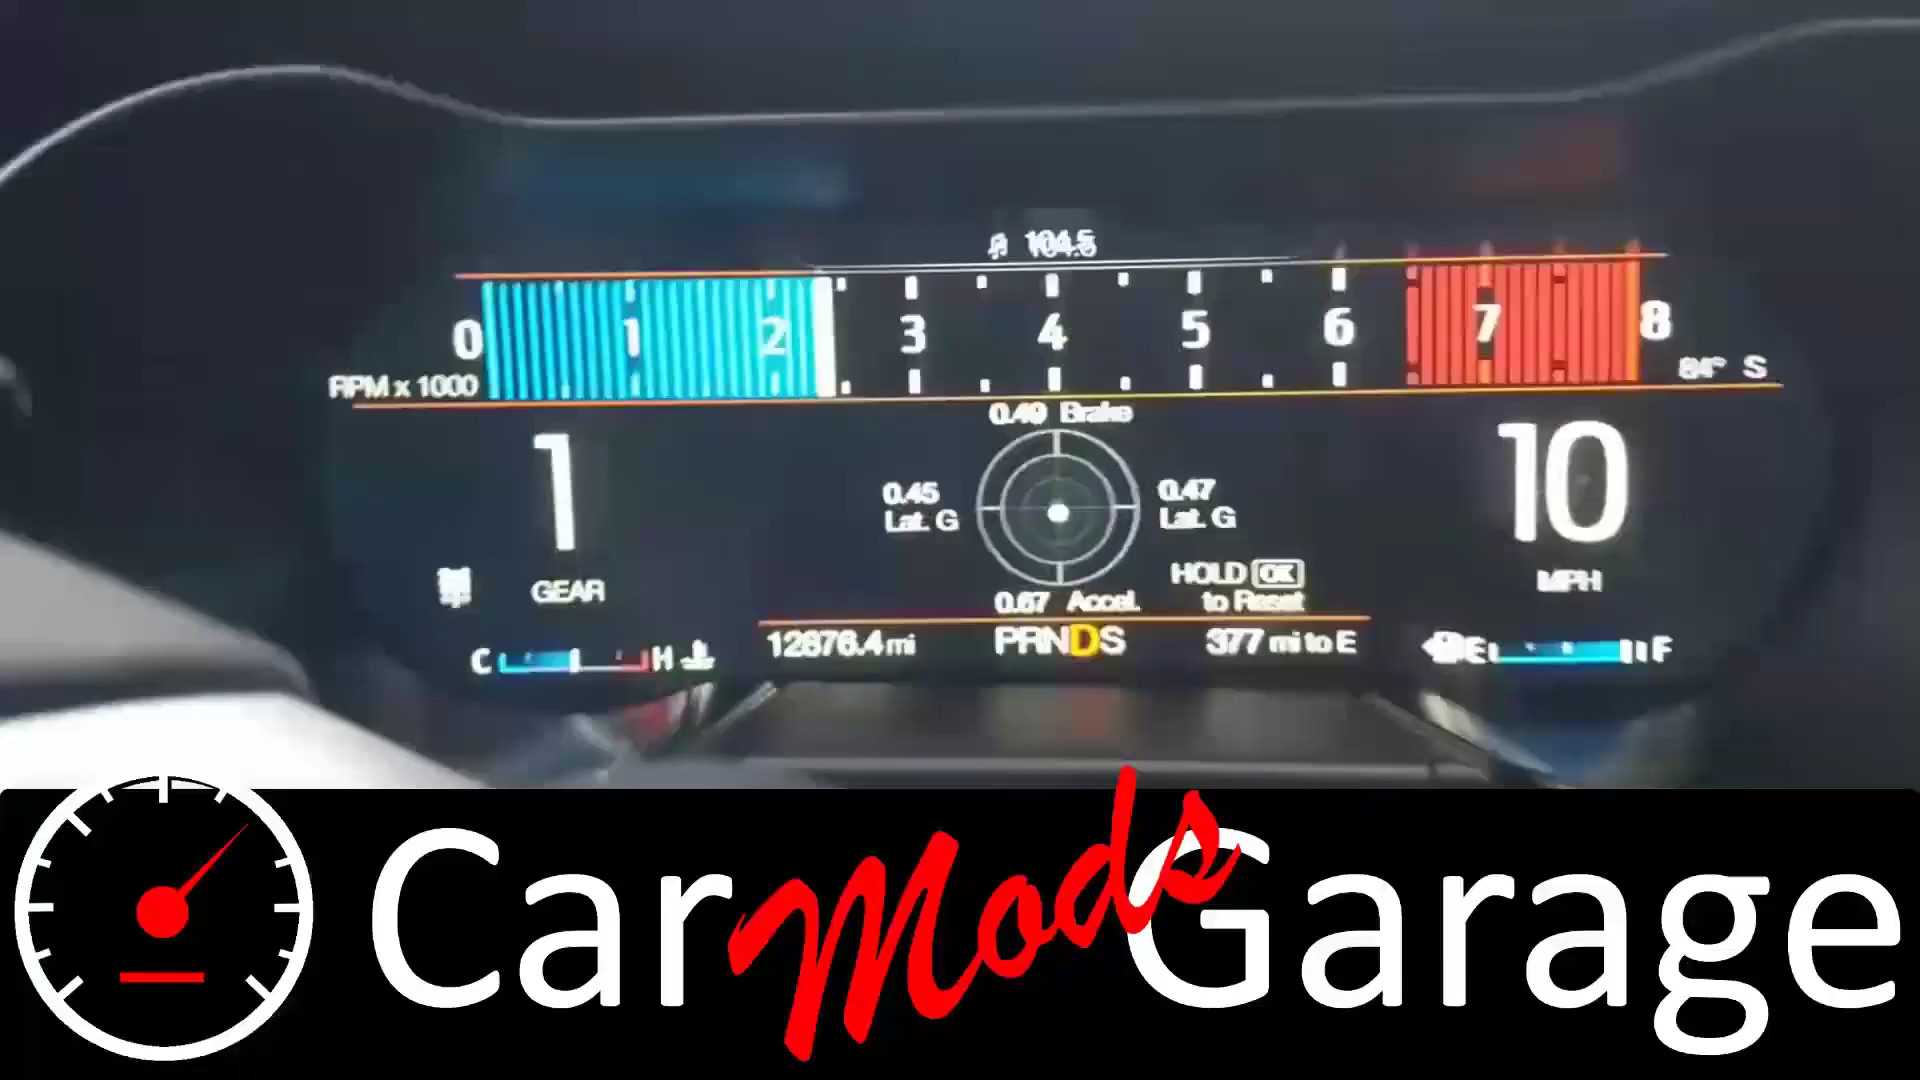 104.5
0 1 2 3 4 5 6 7 8
RPM x 1000
84° S
0.49 Brake
1
10
0.45
Lat. G
0.47
Lat. G
GEAR
HOLD OK
to Reset
MPH
0.67 Accel.
C H
12676.4 mi
PRNDS
377 mi to E
E F
Car Mods Garage